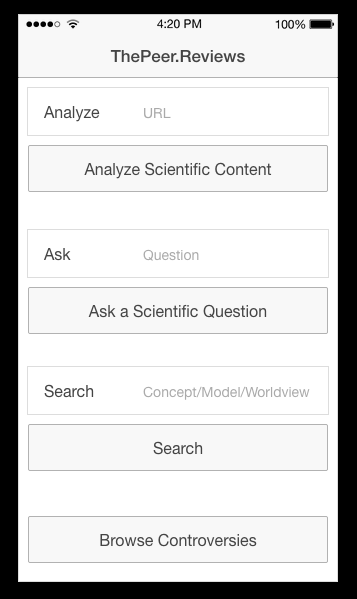 4:20 PM 100%
ThePeer.Reviews
Analyze URL
Analyze Scientific Content
Ask Question
Ask a Scientific Question
Search Concept/Model/Worldview
Search
Browse Controversies